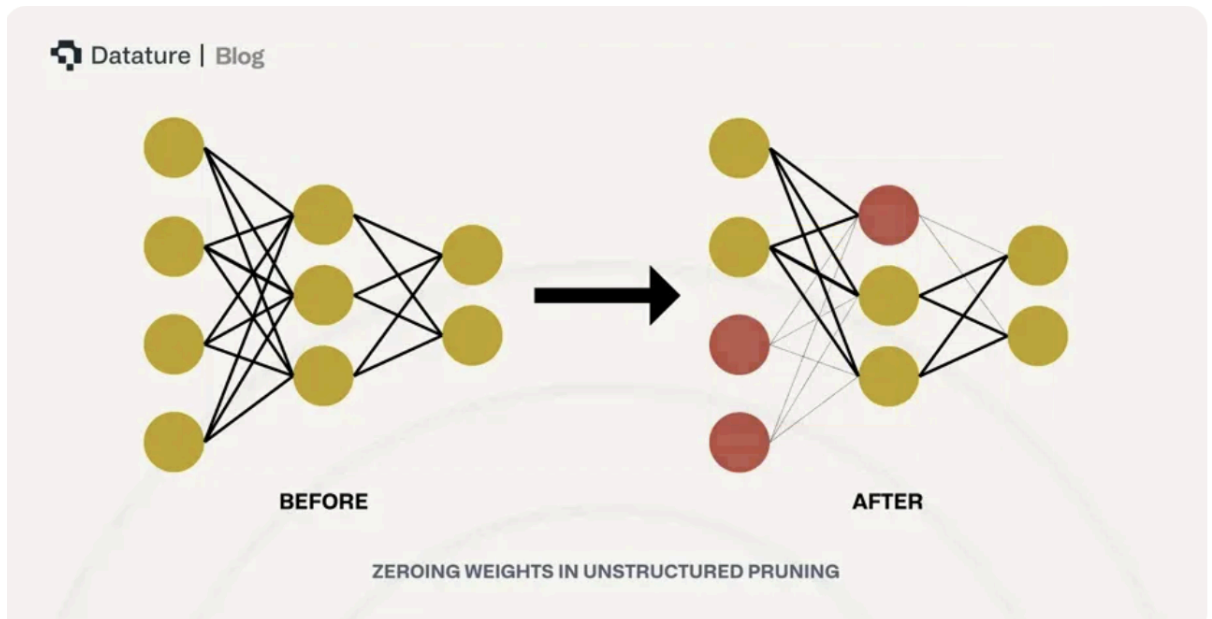 Datature | Blog
BEFORE
AFTER
ZEROING WEIGHTS IN UNSTRUCTURED PRUNING